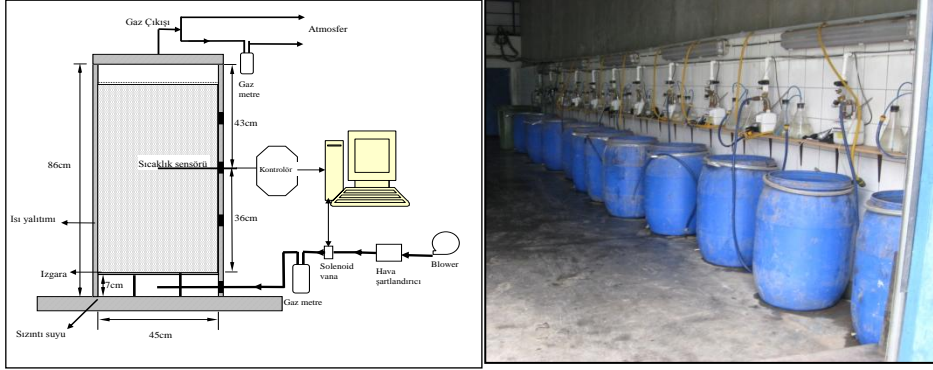 Gaz Çıkışı
Atmosfer
Gaz
metre
43cm
86cm
Sıcaklık sensörü
Kontrolör
36cm
Isı yalıtımı
Solenoid
vana
Hava
şartlandırıcı
Blower
Izgara
7cm
Gaz metre
Sızıntı suyu
45cm